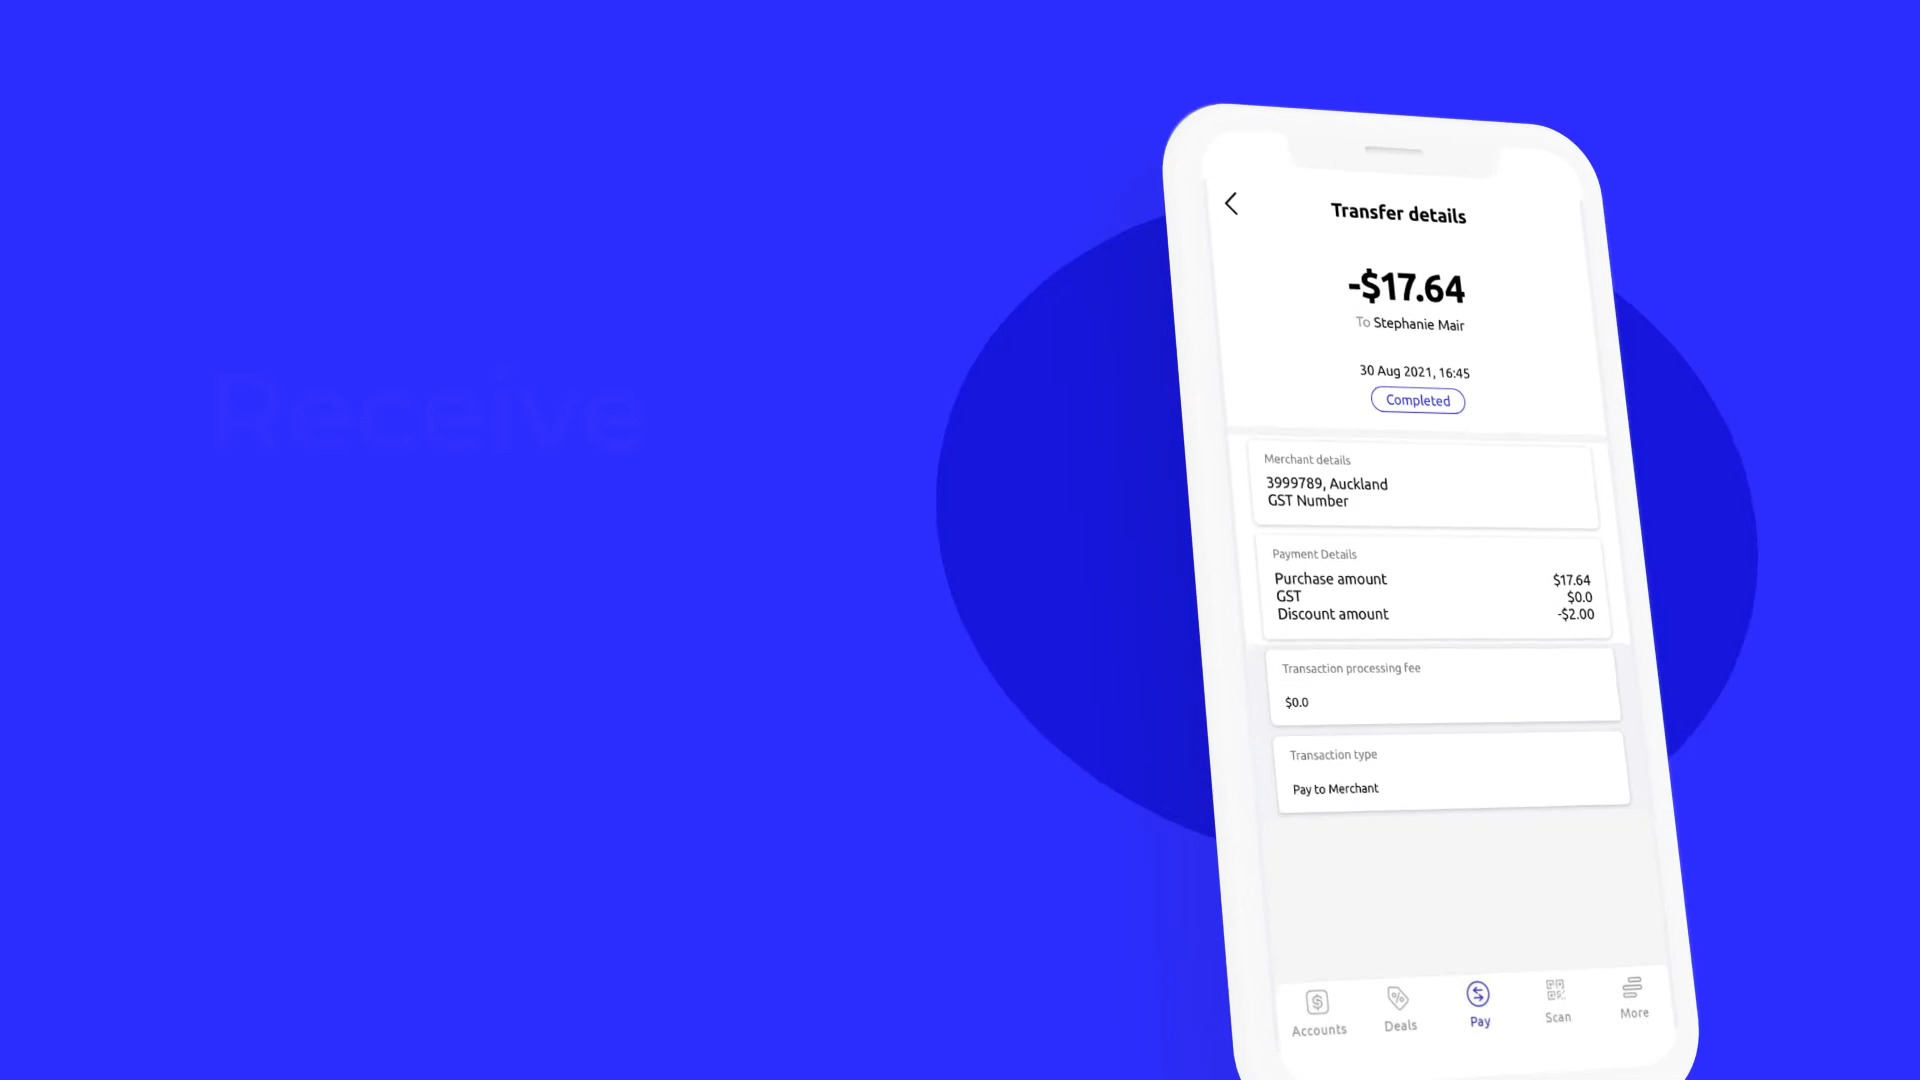 Receive
Transfer details
-$17.64
To Stephanie Mair
30 Aug 2021, 16:45
Completed
Merchant details
3999789, Auckland
GST Number
Payment Details
Purchase amount $17.64
GST $0.0
Discount amount -$2.00
Transaction processing fee
$0.0
Transaction type
Pay to Merchant
Accounts Deals Pay Scan More